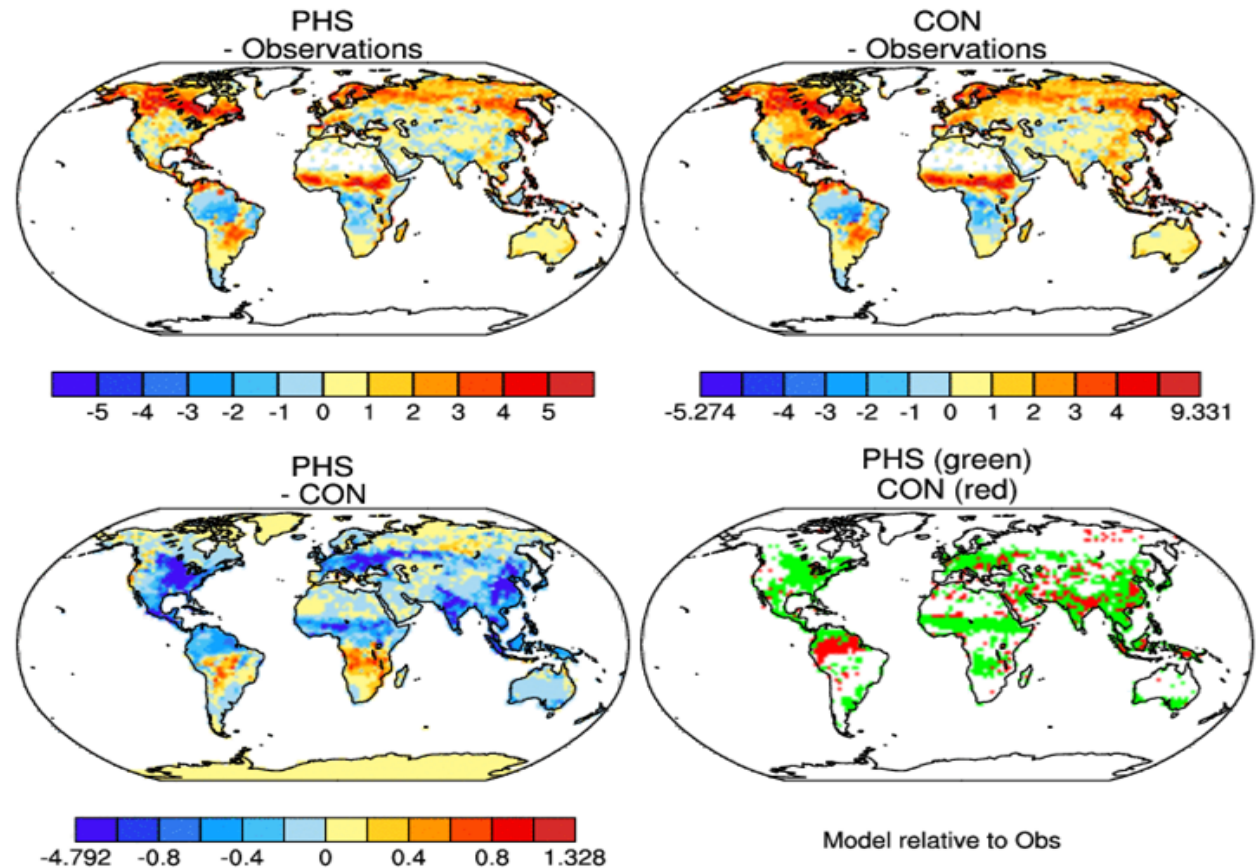 PHS
- Observations
CON
- Observations
-5 -4 -3 -2 -1 0 1 2 3 4 5
-5.274 -4 -3 -2 -1 0 1 2 3 4 9.331
PHS
- CON
PHS (green)
CON (red)
-4.792 -0.8 -0.4 0 0.4 0.8 1.328
Model relative to Obs